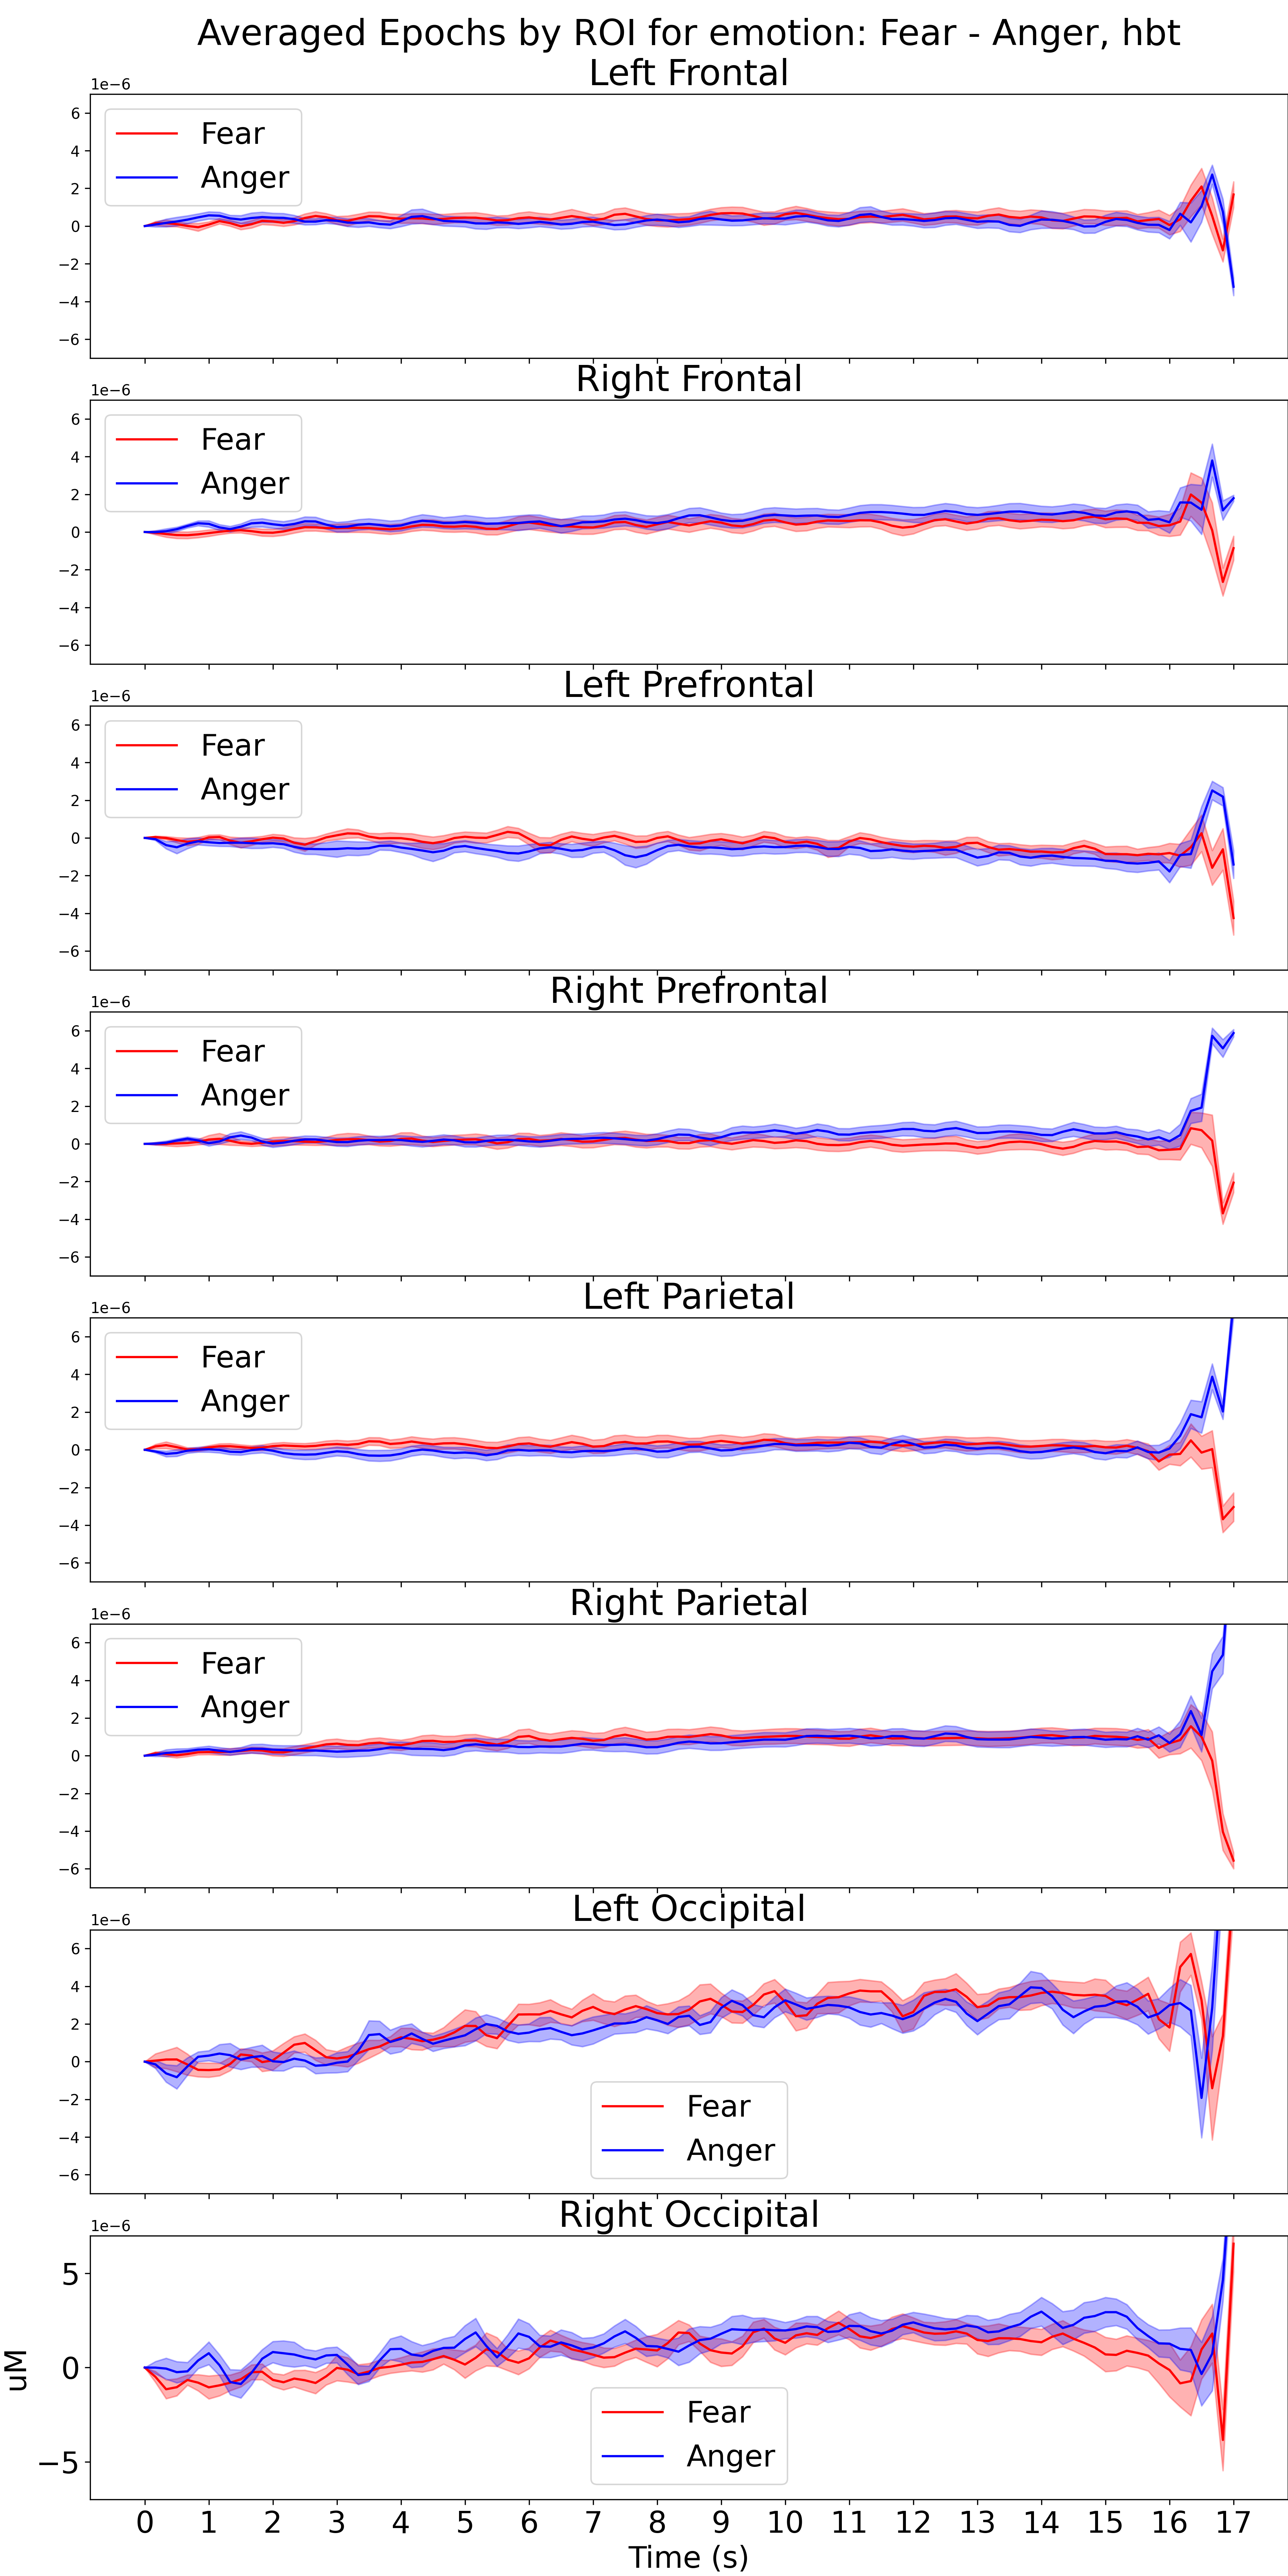 Averaged Epochs by ROI for emotion: Fear - Anger, hbt
Left Frontal
1e−6
6
4
2
0
−2
−4
−6
Fear
Anger
Right Frontal
1e−6
6
4
2
0
−2
−4
−6
Fear
Anger
Left Prefrontal
1e−6
6
4
2
0
−2
−4
−6
Fear
Anger
Right Prefrontal
1e−6
6
4
2
0
−2
−4
−6
Fear
Anger
Left Parietal
1e−6
6
4
2
0
−2
−4
−6
Fear
Anger
Right Parietal
1e−6
6
4
2
0
−2
−4
−6
Fear
Anger
Left Occipital
1e−6
6
4
2
0
−2
−4
−6
Fear
Anger
Right Occipital
1e−6
5
0
−5
uM
Fear
Anger
0 1 2 3 4 5 6 7 8 9 10 11 12 13 14 15 16 17
Time (s)